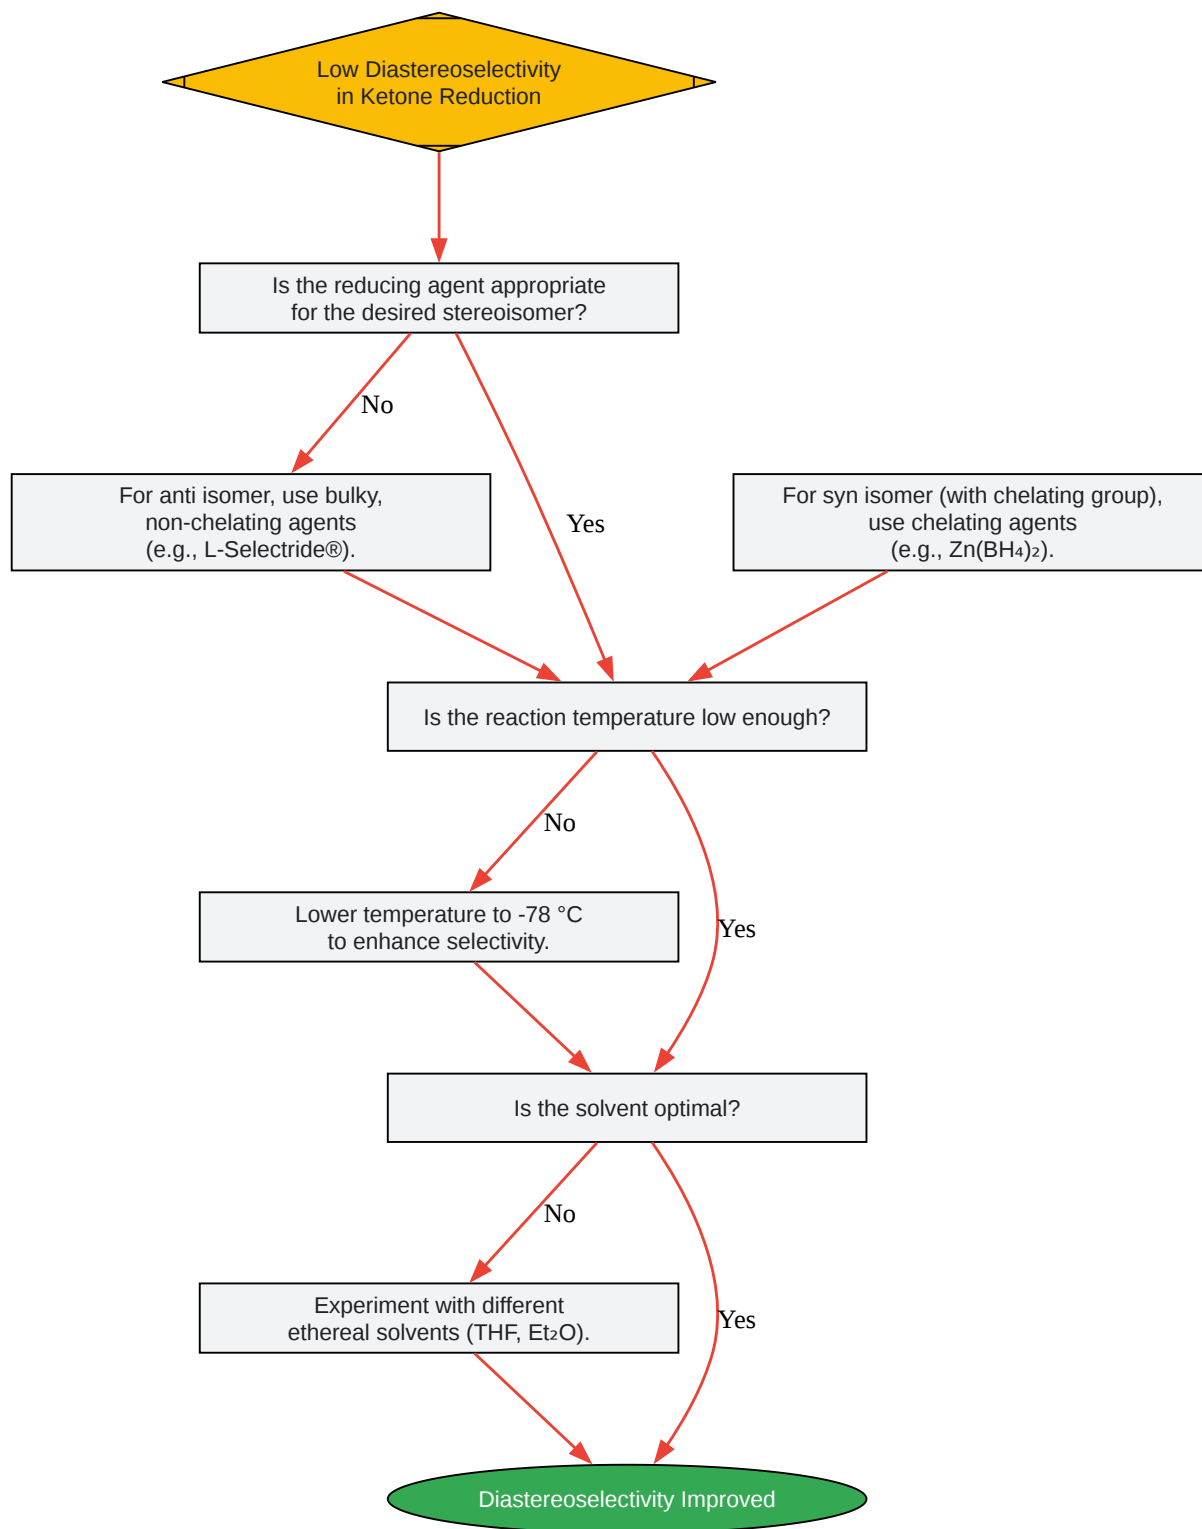 Low Diastereoselectivity
in Ketone Reduction
Is the reducing agent appropriate
for the desired stereoisomer?
No
Yes
For anti isomer, use bulky,
non-chelating agents
(e.g., L-Selectride®).
For syn isomer (with chelating group),
use chelating agents
(e.g., Zn(BH₄)₂).
Is the reaction temperature low enough?
No
Lower temperature to -78 °C
to enhance selectivity.
Yes
Is the solvent optimal?
No
Experiment with different
ethereal solvents (THF, Et₂O).
Yes
Diastereoselectivity Improved